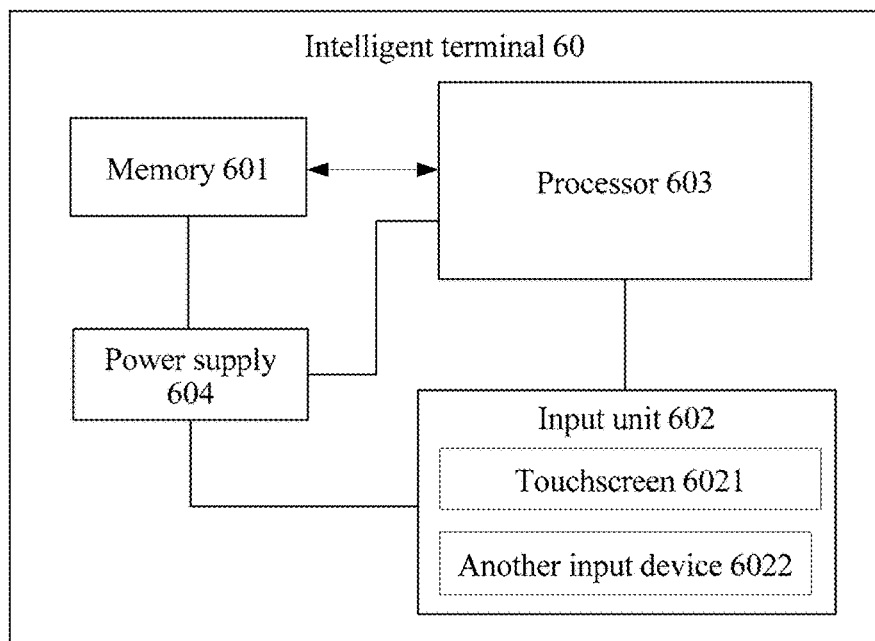 Intelligent terminal 60
Memory 601
Processor 603
Power supply
604
Input unit 602
Touchscreen 6021
Another input device 6022